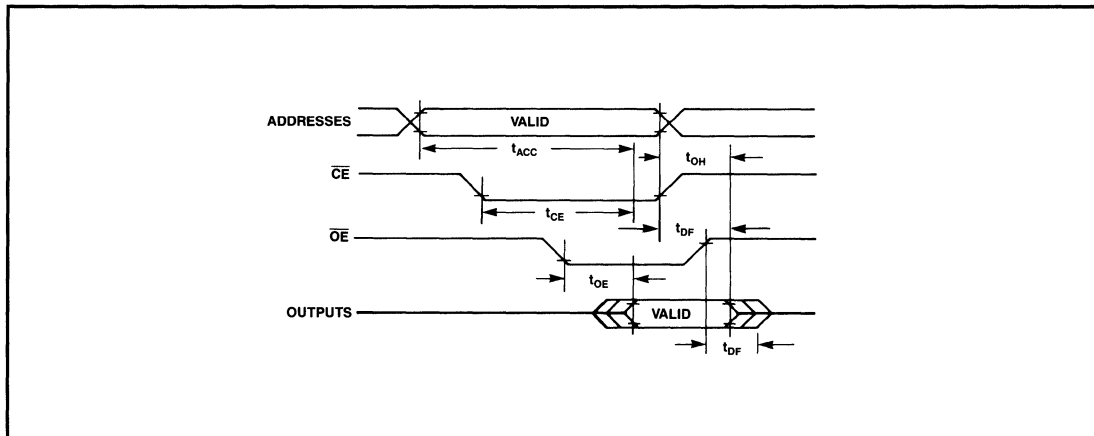 ADDRESSES
VALID
tACC
tOH
CE
tCE
tDF
OE
tOE
OUTPUTS
VALID
tDF